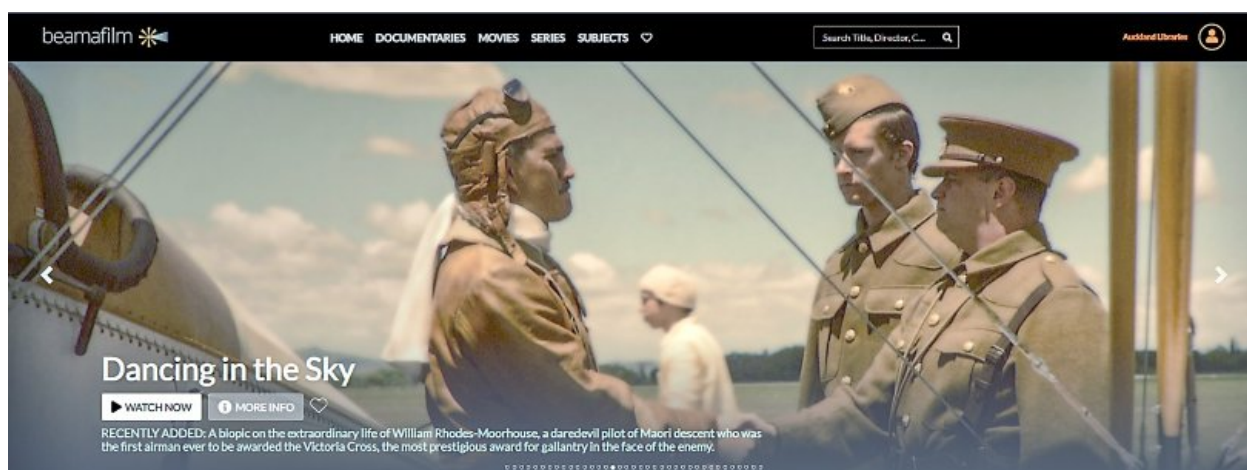 beamafilm
HOME DOCUMENTARIES MOVIES SERIES SUBJECTS
Search Title, Director, C...
Auckland Libraries
Dancing in the Sky
WATCH NOW
MORE INFO
RECENTLY ADDED: A biopic on the extraordinary life of William Rhodes-Moorhouse, a daredevil pilot of Maori descent who was
the first airman ever to be awarded the Victoria Cross, the most prestigious award for gallantry in the face of the enemy.